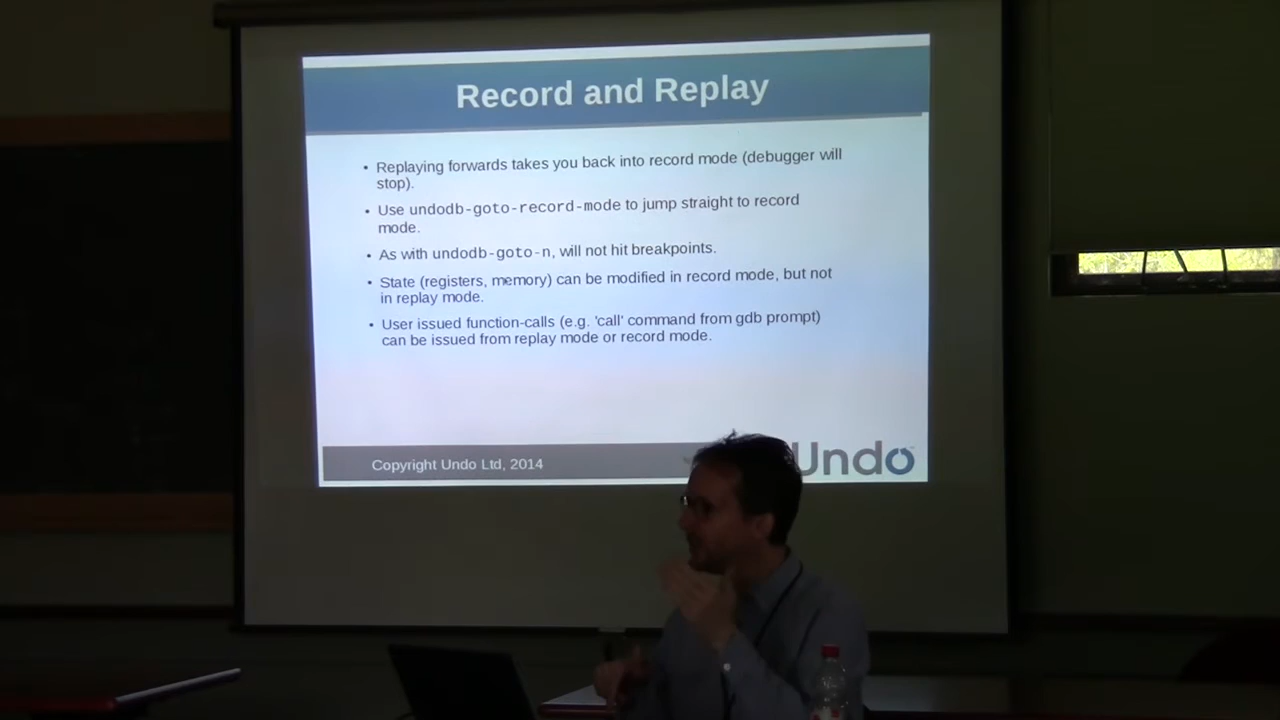 Record and Replay
• Replaying forwards takes you back into record mode (debugger will
stop).
• Use undodb-goto-record-mode to jump straight to record
mode.
• As with undodb-goto-n, will not hit breakpoints.
• State (registers, memory) can be modified in record mode, but not
in replay mode.
• User issued function-calls (e.g. 'call' command from gdb prompt)
can be issued from replay mode or record mode.
Copyright Undo Ltd, 2014
Undo